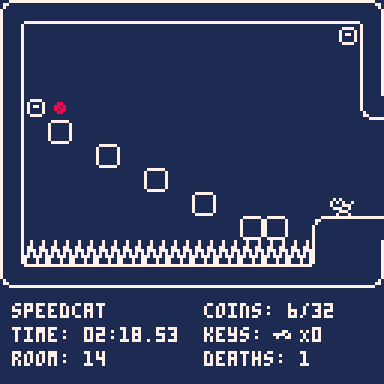 SPEEDCAT
COINS: 6/32
TIME: 02:18.53
KEYS: x0
ROOM: 14
DEATHS: 1